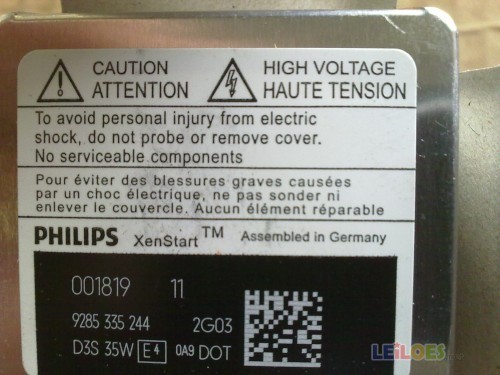 CAUTION HIGH VOLTAGE
ATTENTION HAUTE TENSION
To avoid personal injury from electric
shock, do not probe or remove cover.
No serviceable components
Pour éviter des blessures graves causées
par un choc électrique, ne pas sonder ni
enlever le couvercle. Aucun élément réparable
PHILIPS XenStart™ Assembled in Germany
001819 11
9285 335 244 2G03
D3S 35W E4 0A9 DOT
LEiLOES